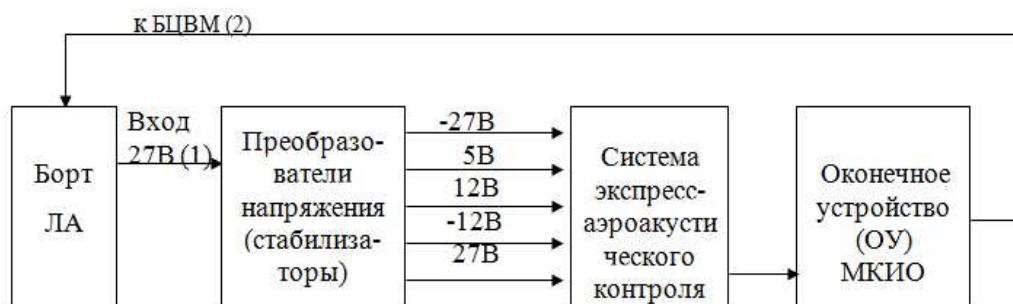 к БЦВМ (2)
Вход
27В (1)
Борт
ЛА
Преобразо-
ватели
напряжения
(стабилиза-
торы)
-27В
5В
12В
-12В
27В
Система
экспресс-
аэроакусти
ческого
контроля
Оконечное
устройство
(ОУ)
МКИО